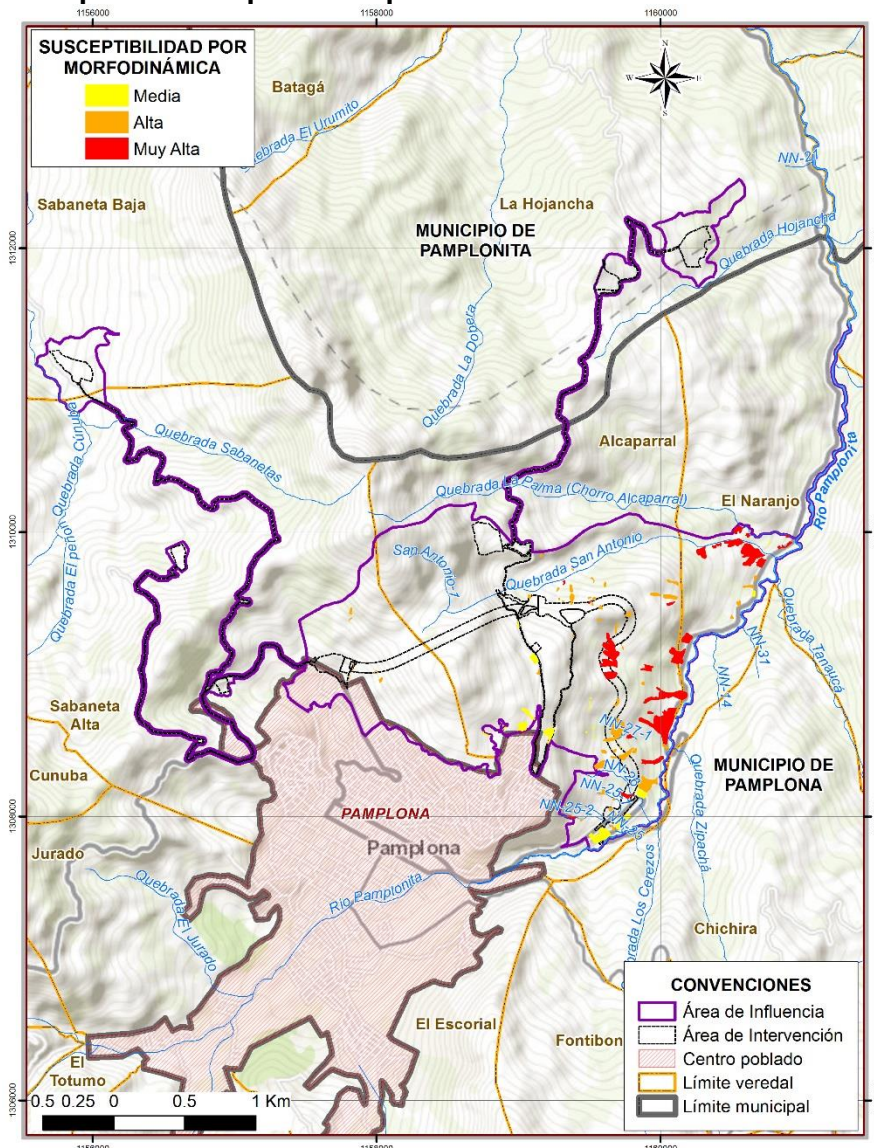 1156000
1158000
1160000
SUSCEPTIBILIDAD POR
MORFODINÁMICA
Media
Alta
Muy Alta
N
W
E
S
Batagá
Quebrada El Urumito
NN-21
Sabaneta Baja
La Hojancha
MUNICIPIO DE
PAMPLONITA
Quebrada Hojancha
1312000
Quebrada La Dopera
Quebrada Cúnuba
Quebrada Sabanetas
Alcaparral
Quebrada El peñon
Quebrada La Palma (Chorro Alcaparral)
El Naranjo
Río Pamplonita
1310000
San Antonio-1
Quebrada San Antonio
Quebrada Tanaucá
NN-31
NN-14
Sabaneta
Alta
NN-27-1
Cunuba
MUNICIPIO DE
PAMPLONA
NN-25-2
1308000
PAMPLONA
Pamplona
Quebrada Zipachá
Jurado
Quebrada El Jurado
Río Pamplonita
Quebrada Los Cerezos
Chichira
El Escorial
Fontibon
El
Totumo
CONVENCIONES
Área de Influencia
Área de Intervención
Centro poblado
Límite veredal
Límite municipal
1306000
0.5 0.25 0 0.5 1 Km